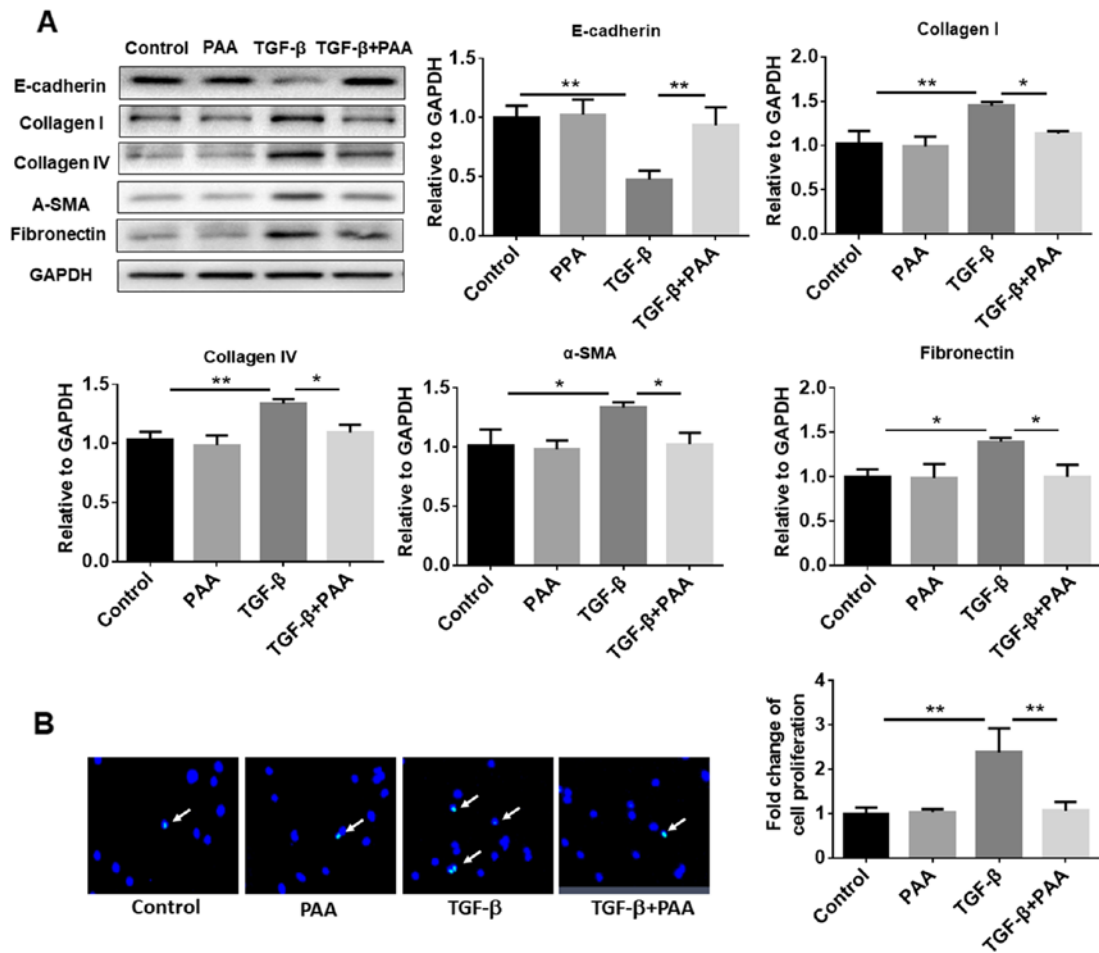 A
Control PAA TGF-β TGF-β+PAA
E-cadherin
Collagen I
Collagen IV
A-SMA
Fibronectin
GAPDH
E-cadherin
Relative to GAPDH
1.5
1.0
0.5
0.0
** **
Control
PPA
TGF-β
TGF-β+PAA
Collagen I
Relative to GAPDH
2.0
1.5
1.0
0.5
0.0
** *
Control
PAA
TGF-β
TGF-β+PAA
Collagen IV
Relative to GAPDH
1.5
1.0
1.5
0.0
** *
Control
PAA
TGF-β
TGF-β+PAA
α-SMA
Relative to GAPDH
1.5
1.0
1.5
0.0
* *
Control
PAA
TGF-β
TGF-β+PAA
Fibronectin
Relative to GAPDH
2.0
1.5
1.0
0.5
0.0
* *
Control
PAA
TGF-β
TGF-β+PAA
B
Control
PAA
TGF-β
TGF-β+PAA
Fold change of
cell proliferation
4
3
2
1
0
** **
Control
PAA
TGF-β
TGF-β+PAA